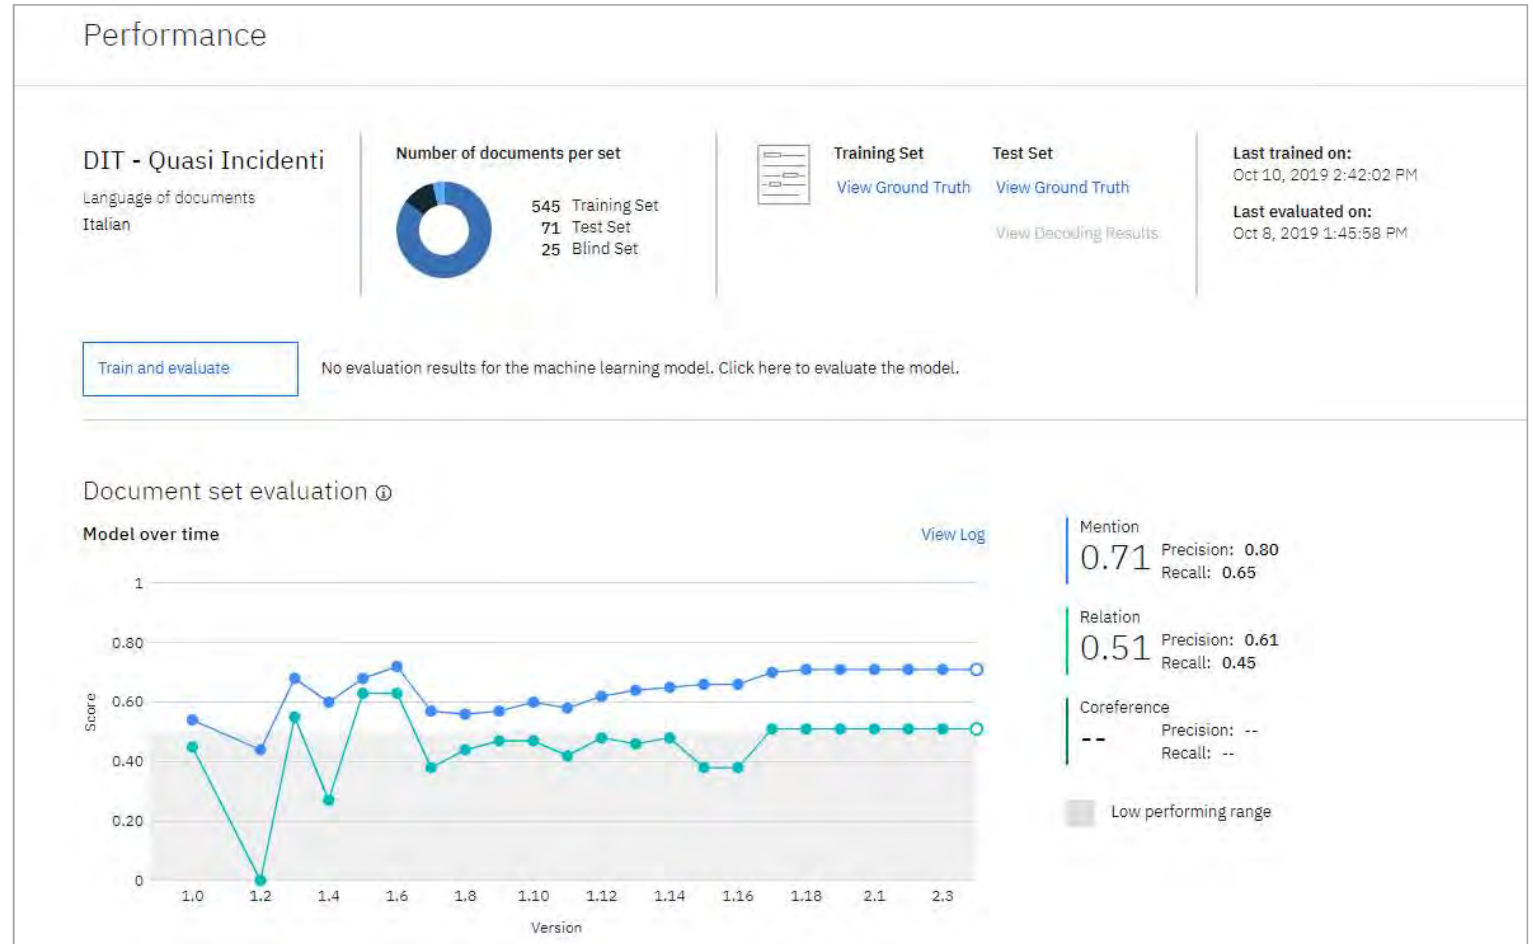 Performance
DIT - Quasi Incidenti
Language of documents
Italian
Number of documents per set
545 Training Set
71 Test Set
25 Blind Set
Training Set
View Ground Truth
Test Set
View Ground Truth
View Decoding Results
Last trained on:
Oct 10, 2019 2:42:02 PM
Last evaluated on:
Oct 8, 2019 1:45:58 PM
Train and evaluate
No evaluation results for the machine learning model. Click here to evaluate the model.
Document set evaluation
Model over time
View Log
1
0.80
0.60
0.40
0.20
0
Score
1.0 1.2 1.4 1.6 1.8 1.10 1.12 1.14 1.16 1.18 2.1 2.3
Version
Mention
0.71
Precision: 0.80
Recall: 0.65
Relation
0.51
Precision: 0.61
Recall: 0.45
Coreference
--
Precision: --
Recall: --
Low performing range